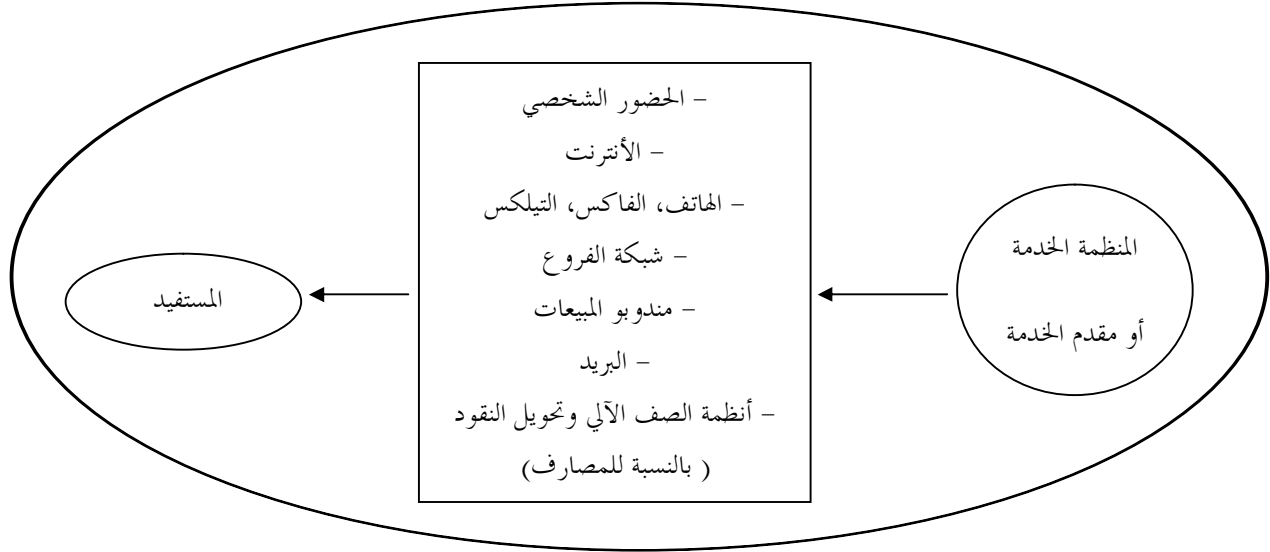 المنظمة الخدمة
أو مقدم الخدمة
– الحضور الشخصي
– الأنترنت
– الهاتف، الفاكس، التيلكس
– شبكة الفروع
– مندوبو المبيعات
– البريد
– أنظمة الصف الآلي وتحويل النقود
( بالنسبة للمصارف)
المستفيد